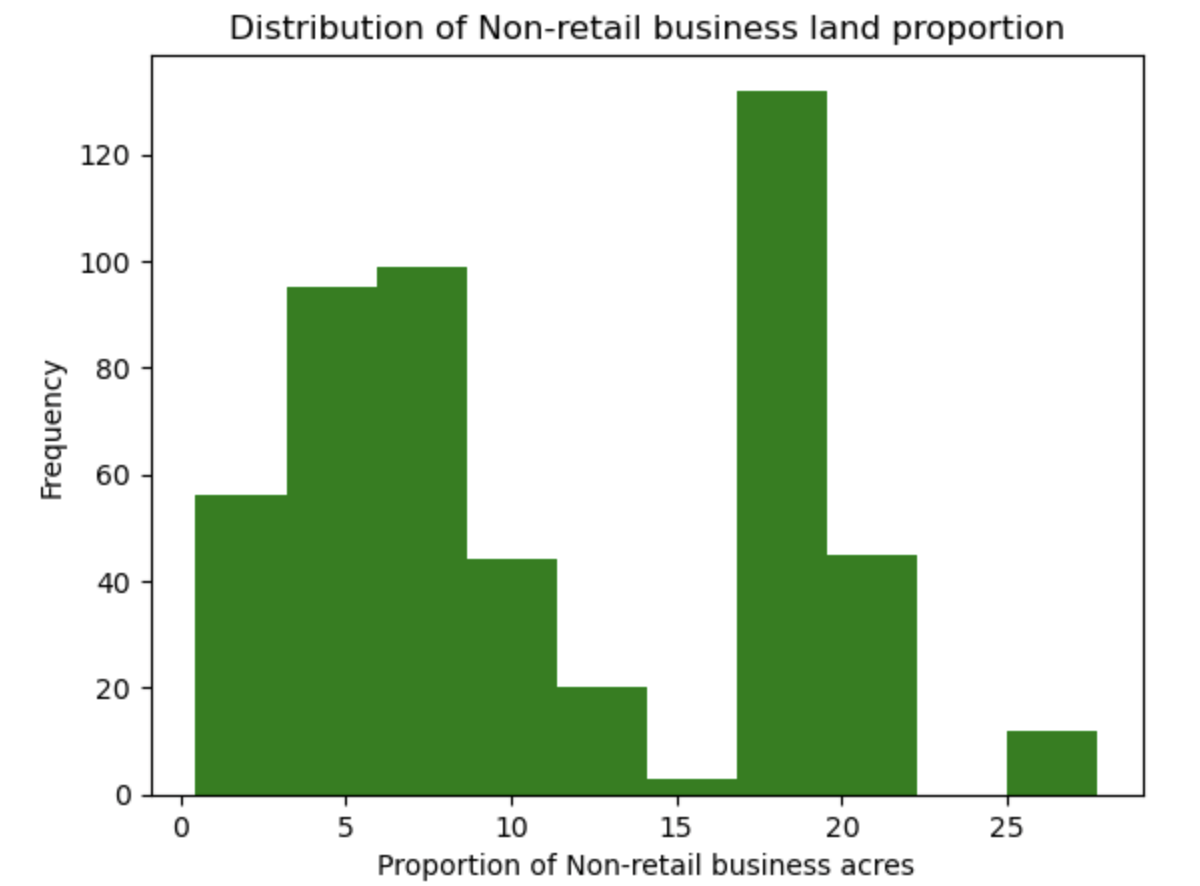 Distribution of Non-retail business land proportion
120
100
80
60
40
20
0
Frequency
0 5 10 15 20 25
Proportion of Non-retail business acres